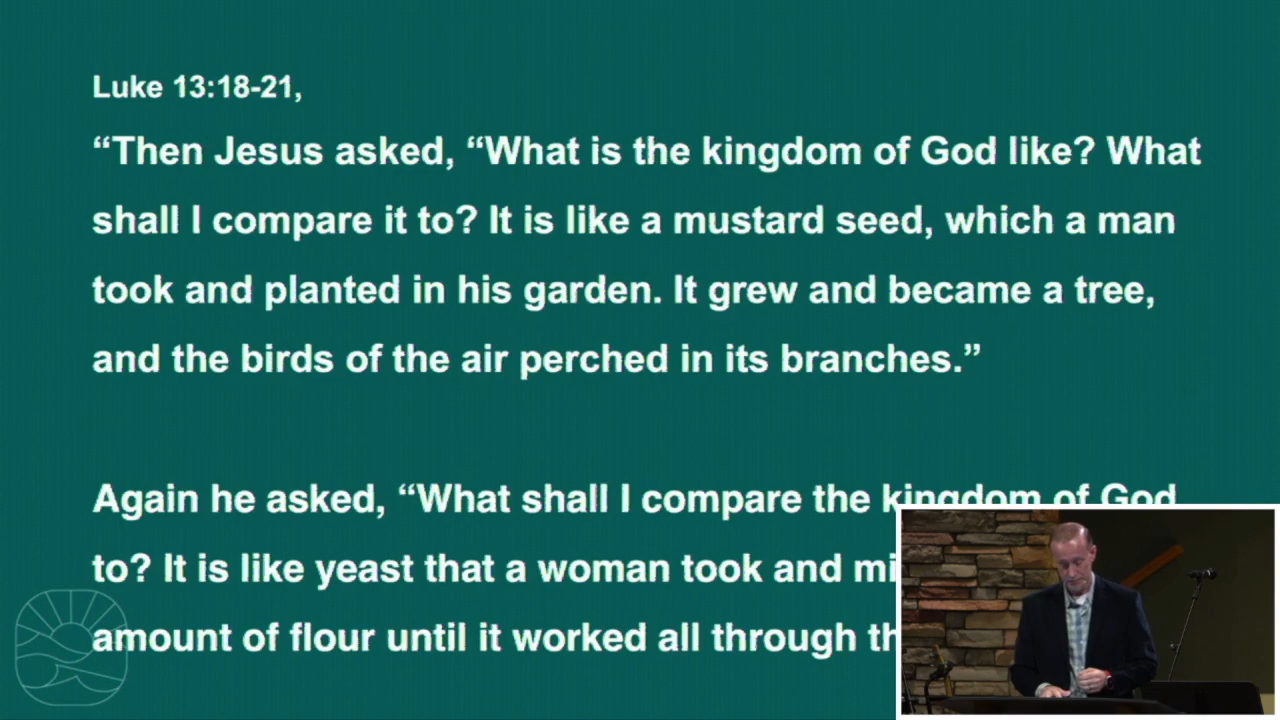 Luke 13:18-21,
“Then Jesus asked, “What is the kingdom of God like? What
shall I compare it to? It is like a mustard seed, which a man
took and planted in his garden. It grew and became a tree,
and the birds of the air perched in its branches.”
Again he asked, “What shall I compare the kingdom of God
to? It is like yeast that a woman took and
amount of flour until it worked all through